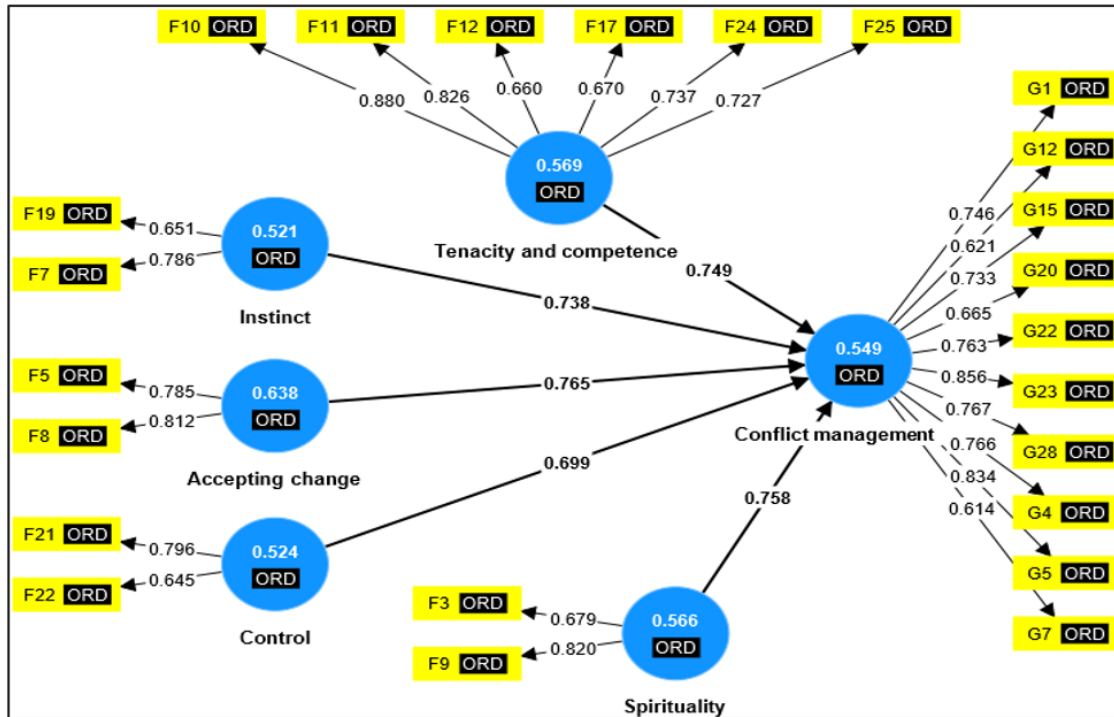 F10 ORD F11 ORD F12 ORD F17 ORD F24 ORD F25 ORD
0.880 0.826 0.660 0.670 0.737 0.727
0.569
ORD
Tenacity and competence
F19 ORD
0.651
F7 ORD
0.786
0.521
ORD
Instinct
F5 ORD
0.785
F8 ORD
0.812
0.638
ORD
Accepting change
F21 ORD
0.796
F22 ORD
0.645
0.524
ORD
Control
F3 ORD
0.679
F9 ORD
0.820
0.566
ORD
Spirituality
0.749
0.738
0.765
0.699
0.758
0.549
ORD
Conflict management
0.746
0.621
0.733
0.665
0.763
0.856
0.767
0.766
0.834
0.614
G1 ORD
G12 ORD
G15 ORD
G20 ORD
G22 ORD
G23 ORD
G28 ORD
G4 ORD
G5 ORD
G7 ORD